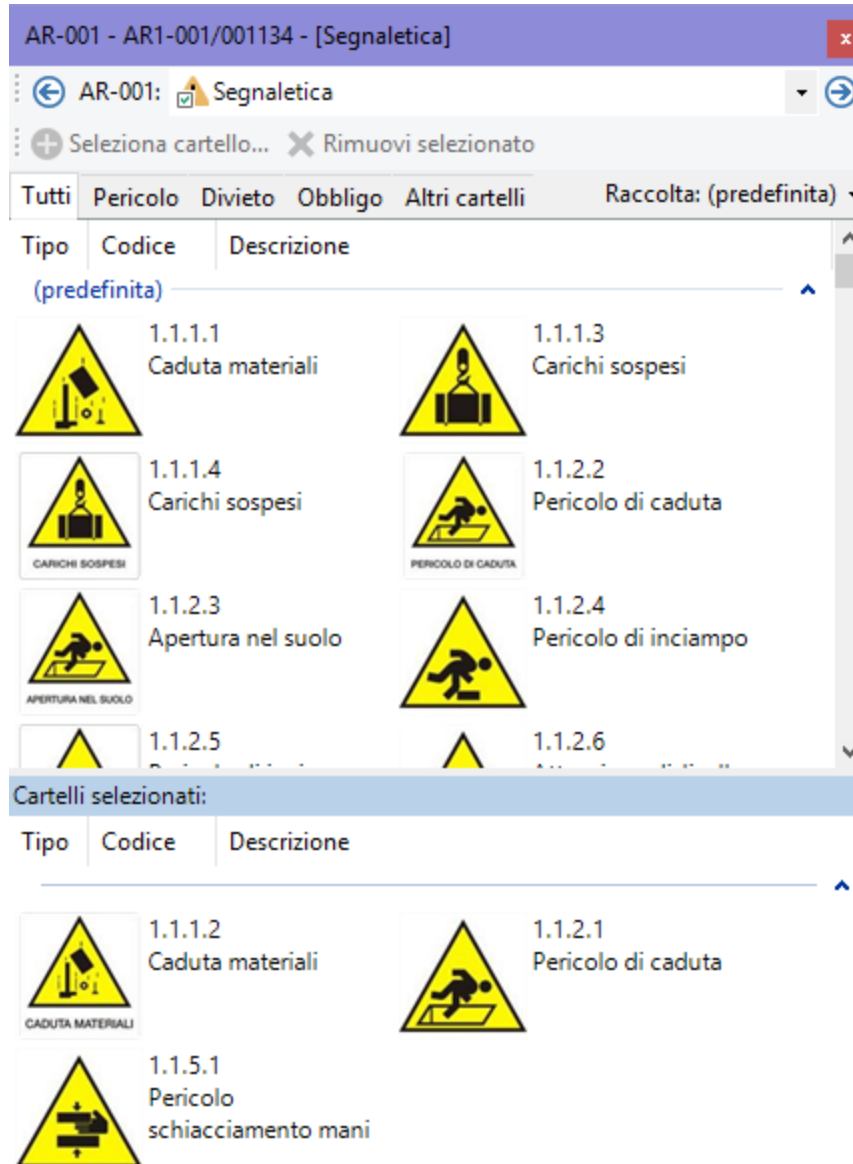 AR-001 - AR1-001/001134 - [Segnaletica]
x
AR-001: Segnaletica
Seleziona cartello... Rimuovi selezionato
Tutti Pericolo Divieto Obbligo Altri cartelli Raccolta: (predefinita)
Tipo Codice Descrizione
(predefinita)
1.1.1.1
Caduta materiali
1.1.1.3
Carichi sospesi
1.1.1.4
Carichi sospesi
CARICHI SOSPESI
1.1.2.2
Pericolo di caduta
PERICOLO DI CADUTA
1.1.2.3
Apertura nel suolo
APERTURA NEL SUOLO
1.1.2.4
Pericolo di inciampo
1.1.2.5
1.1.2.6
Cartelli selezionati:
Tipo Codice Descrizione
1.1.1.2
Caduta materiali
CADUTA MATERIALI
1.1.2.1
Pericolo di caduta
1.1.5.1
Pericolo
schiacciamento mani